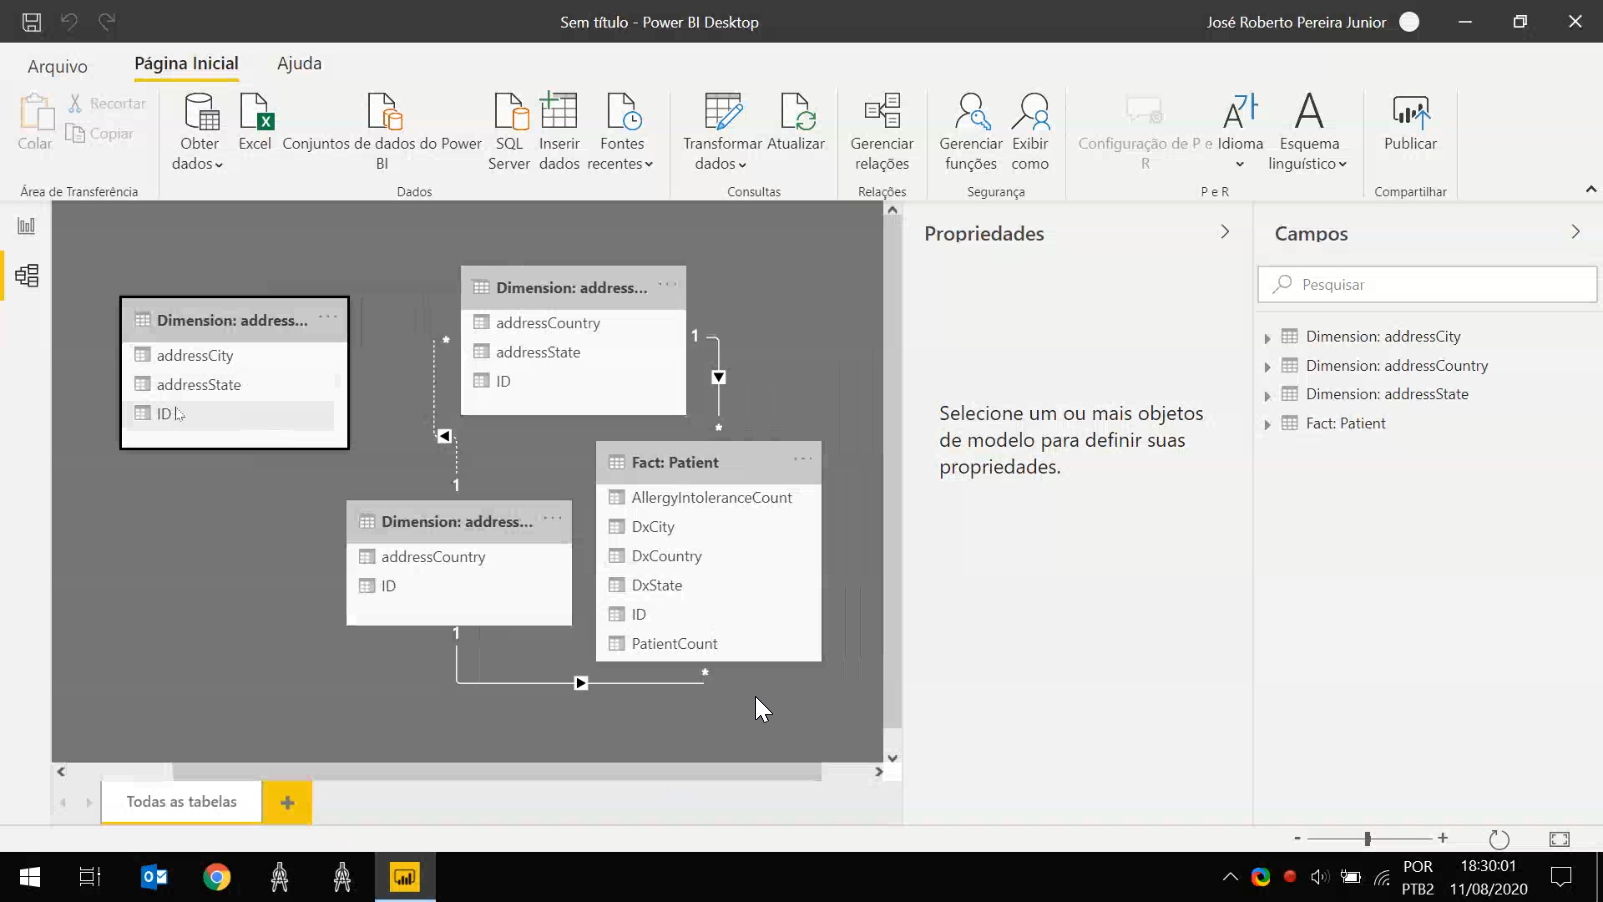 Sem título - Power BI Desktop
José Roberto Pereira Junior
Arquivo
Página Inicial
Ajuda
Colar
Recortar
Copiar
Área de Transferência
Obter
dados
Excel
Conjuntos de dados do Power
BI
SQL
Server
Inserir
dados
Fontes
recentes
Dados
Transformar
dados
Atualizar
Consultas
Gerenciar
relações
Relações
Gerenciar
funções
Exibir
como
Segurança
Configuração de P e
R
Idioma
Esquema
linguístico
P e R
Publicar
Compartilhar
Dimension: address...
addressCity
addressState
ID
Dimension: address...
addressCountry
addressState
ID
*
1
1
*
Dimension: address...
addressCountry
ID
1
*
Fact: Patient
AllergyIntoleranceCount
DxCity
DxCountry
DxState
ID
PatientCount
Propriedades
Selecione um ou mais objetos
de modelo para definir suas
propriedades.
Campos
Pesquisar
Dimension: addressCity
Dimension: addressCountry
Dimension: addressState
Fact: Patient
Todas as tabelas
+
- +
POR
PTB2
18:30:01
11/08/2020